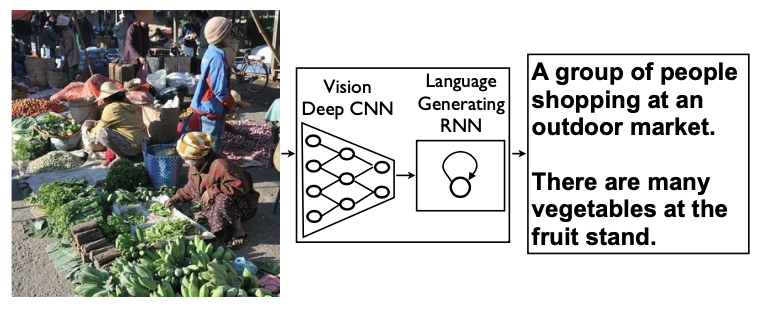 Vision
Deep CNN
Language
Generating
RNN
A group of people
shopping at an
outdoor market.
There are many
vegetables at the
fruit stand.